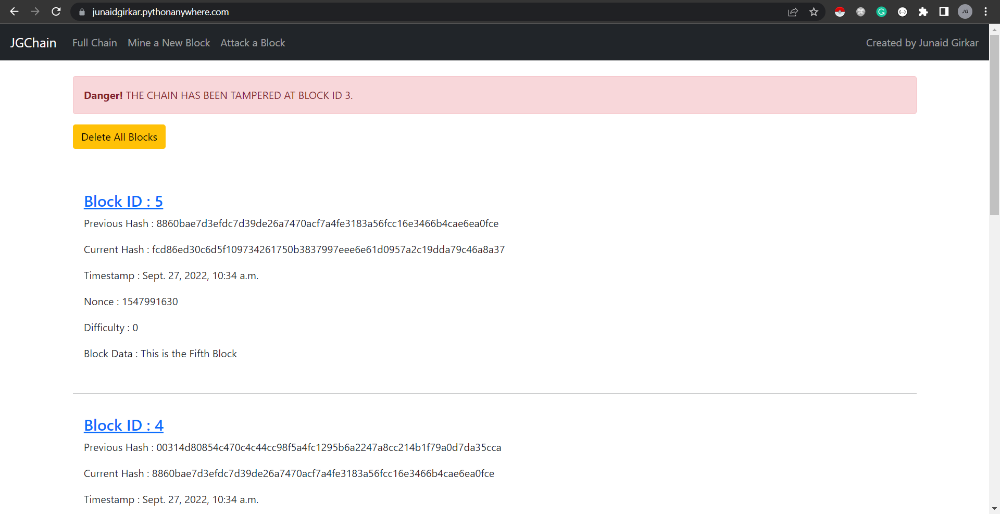 junaidgirkar.pythonanywhere.com
JG
JGChain Full Chain Mine a New Block Attack a Block Created by Junaid Girkar
Danger! THE CHAIN HAS BEEN TAMPERED AT BLOCK ID 3.
Delete All Blocks
Block ID : 5
Previous Hash : 8860bae7d3efdc7d39de26a7470acf7a4fe3183a56fcc16e3466b4cae6ea0fce
Current Hash : fcd86ed30c6d5f109734261750b3837997eee6e61d0957a2c19dda79c46a8a37
Timestamp : Sept. 27, 2022, 10:34 a.m.
Nonce : 1547991630
Difficulty : 0
Block Data : This is the Fifth Block
Block ID : 4
Previous Hash : 00314d80854c470c4c44cc98f5a4fc1295b6a2247a8cc214b1f79a0d7da35cca
Current Hash : 8860bae7d3efdc7d39de26a7470acf7a4fe3183a56fcc16e3466b4cae6ea0fce
Timestamp : Sept. 27, 2022, 10:34 a.m.